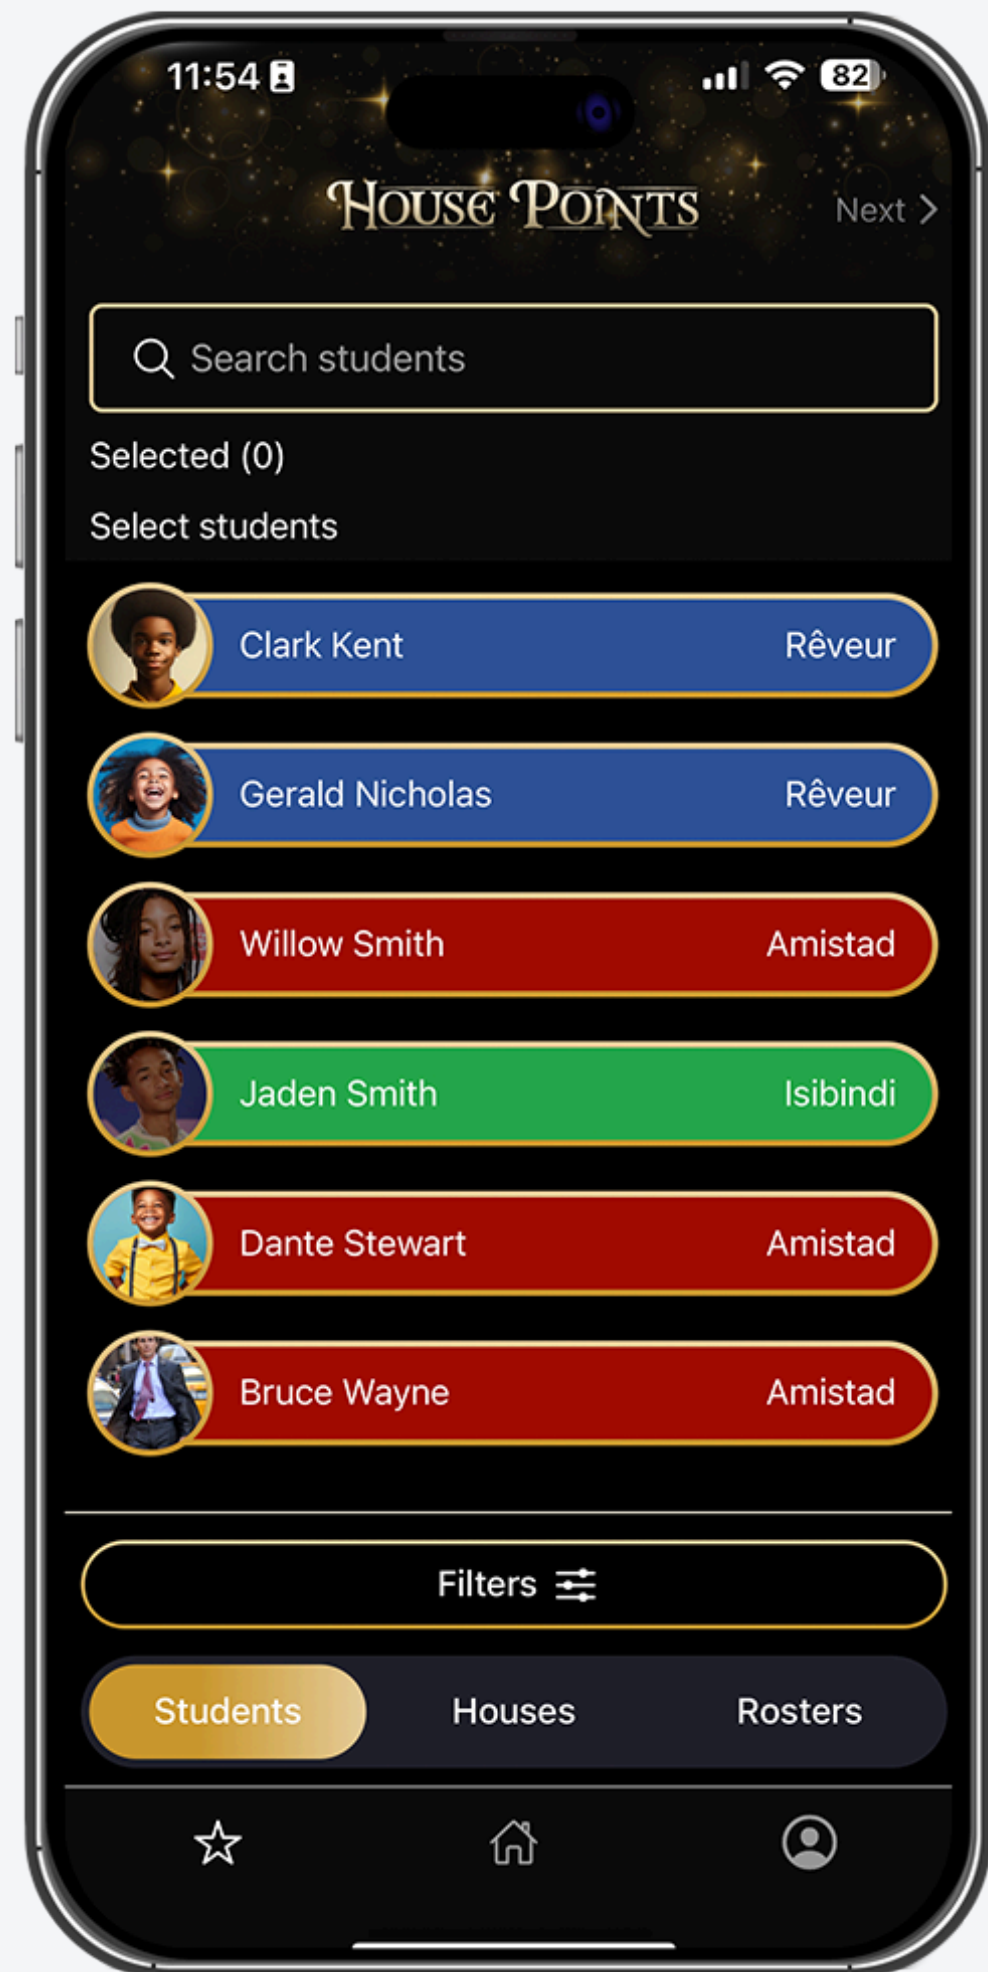 11:54
82
House Points
Next
Search students
Selected (0)
Select students
Clark Kent Rêveur
Gerald Nicholas Rêveur
Willow Smith Amistad
Jaden Smith Isibindi
Dante Stewart Amistad
Bruce Wayne Amistad
Filters
Students Houses Rosters